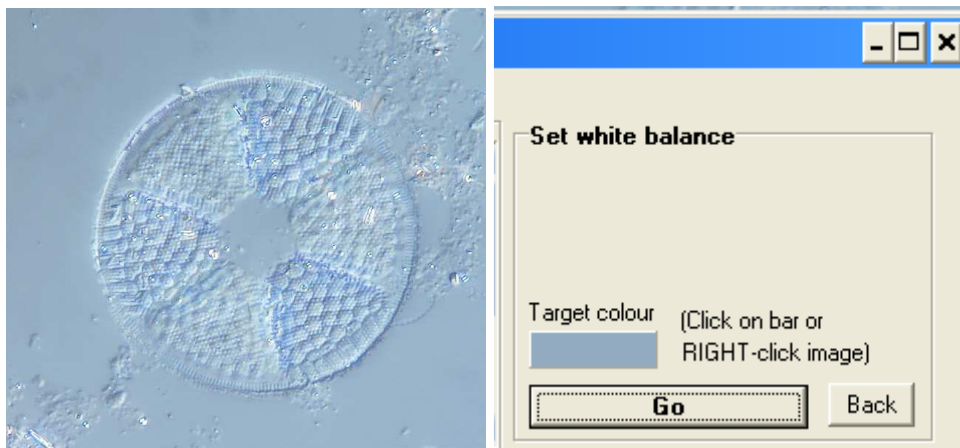 Set white balance
Target colour
(Click on bar or
RIGHT-click image)
Go
Back